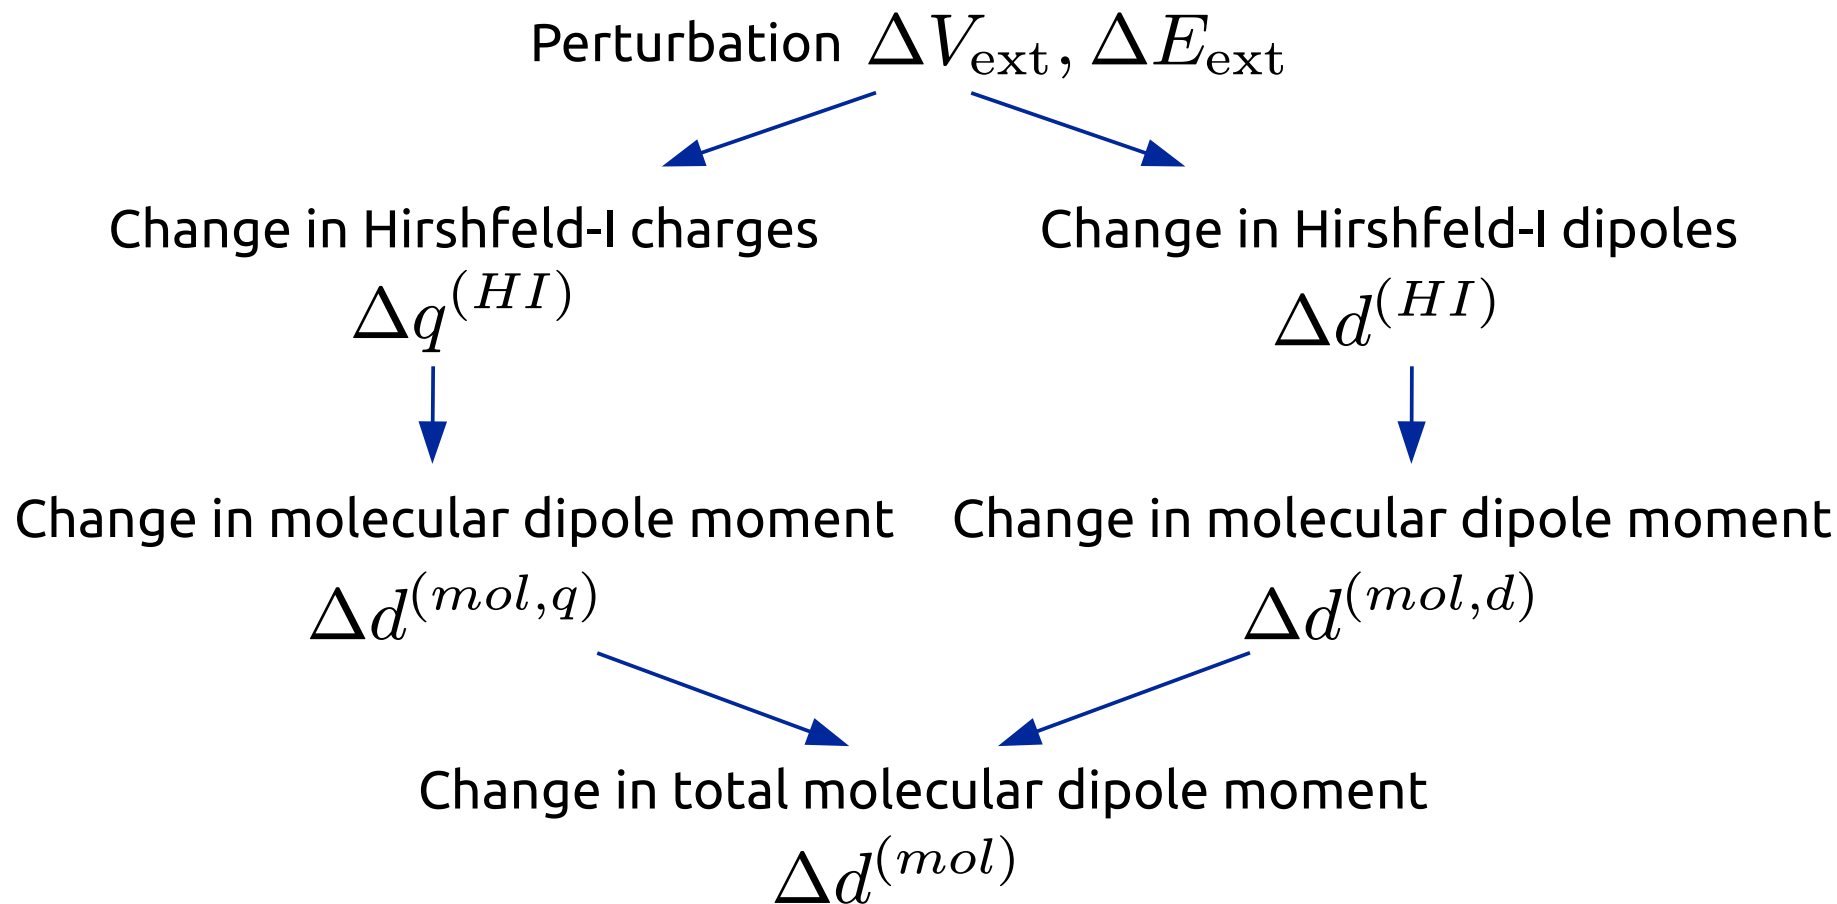 Perturbation ΔV_ext, ΔE_ext
Change in Hirshfeld-I charges
Δq^(HI)
Change in Hirshfeld-I dipoles
Δd^(HI)
Change in molecular dipole moment
Δd^(mol,q)
Change in molecular dipole moment
Δd^(mol,d)
Change in total molecular dipole moment
Δd^(mol)